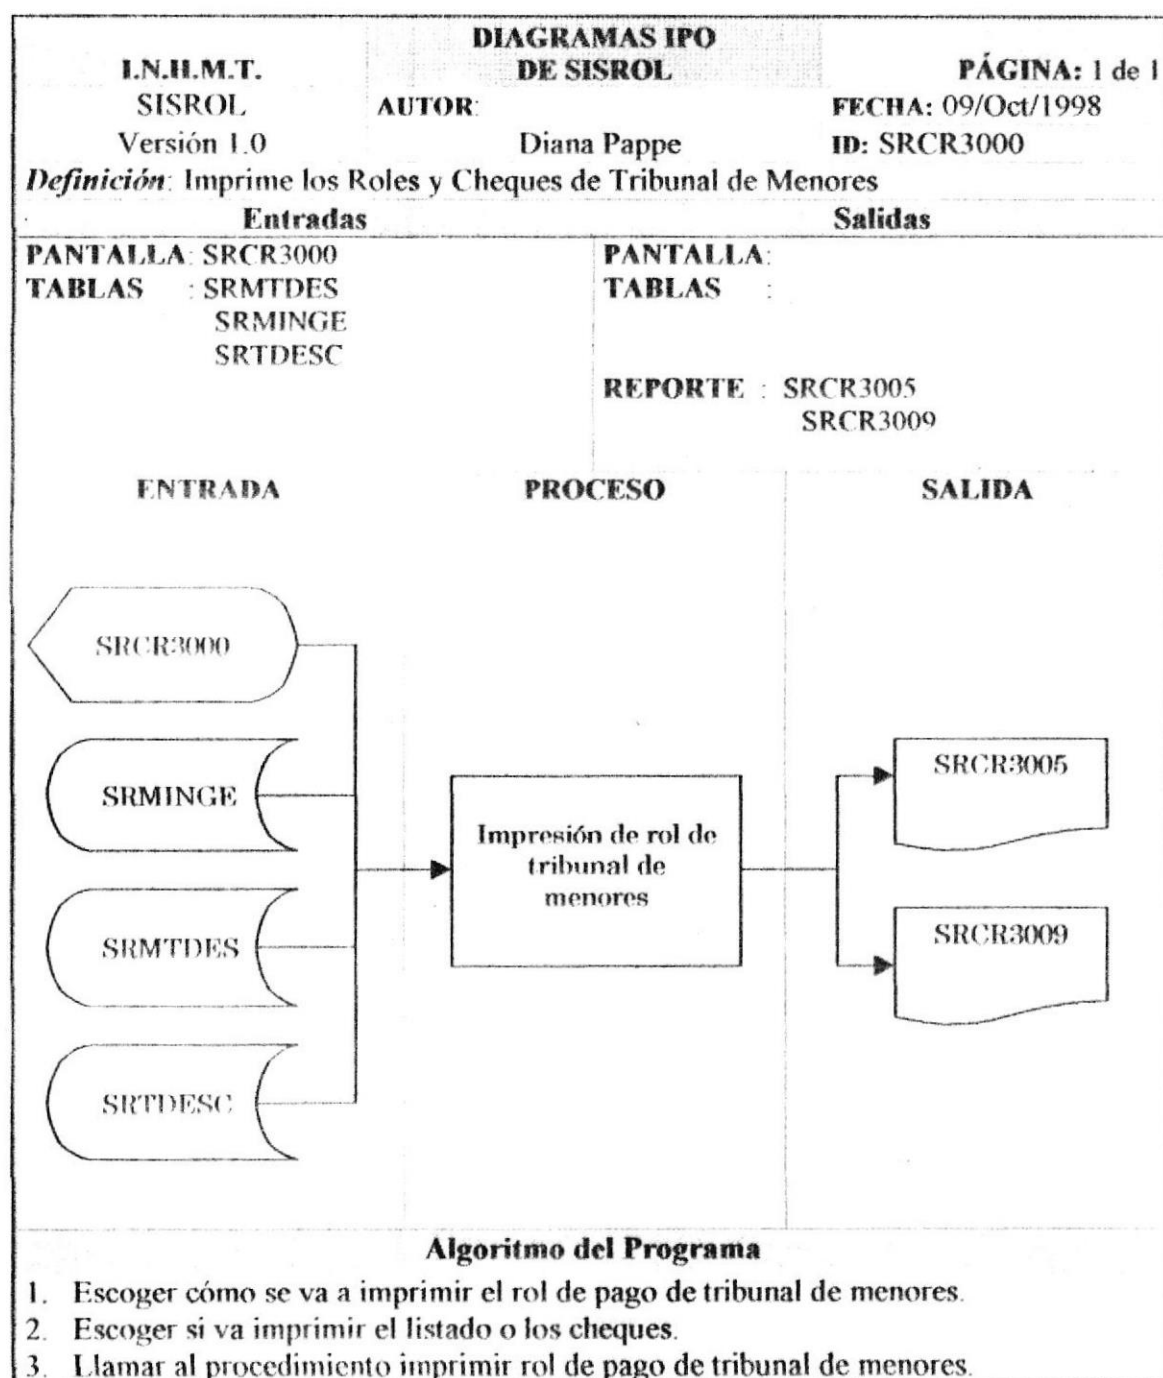 DIAGRAMAS IPO
I.N.H.M.T. DE SISROL PÁGINA: 1 de 1
SISROL AUTOR: FECHA: 09/Oct/1998
Versión 1.0 Diana Pappe ID: SRCR3000
Definición: Imprime los Roles y Cheques de Tribunal de Menores
Entradas Salidas
PANTALLA: SRCR3000 PANTALLA:
TABLAS : SRMTDES TABLAS :
SRMINGE
SRTDESC
REPORTE : SRCR3005
SRCR3009
ENTRADA PROCESO SALIDA
SRCR3000
SRMINGE
SRMTDES
SRTDESC
Impresión de rol de
tribunal de
menores
SRCR3005
SRCR3009
Algoritmo del Programa
1. Escoger cómo se va a imprimir el rol de pago de tribunal de menores.
2. Escoger si va imprimir el listado o los cheques.
3. Llamar al procedimiento imprimir rol de pago de tribunal de menores.